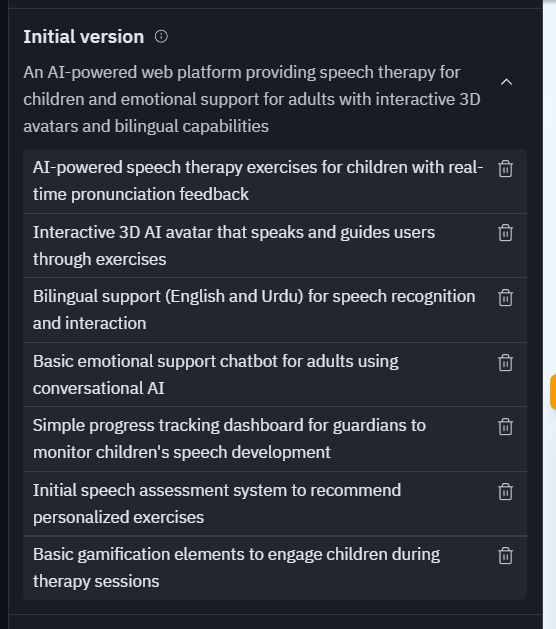 Initial version
An AI-powered web platform providing speech therapy for
children and emotional support for adults with interactive 3D
avatars and bilingual capabilities
AI-powered speech therapy exercises for children with real-
time pronunciation feedback
Interactive 3D AI avatar that speaks and guides users
through exercises
Bilingual support (English and Urdu) for speech recognition
and interaction
Basic emotional support chatbot for adults using
conversational AI
Simple progress tracking dashboard for guardians to
monitor children's speech development
Initial speech assessment system to recommend
personalized exercises
Basic gamification elements to engage children during
therapy sessions